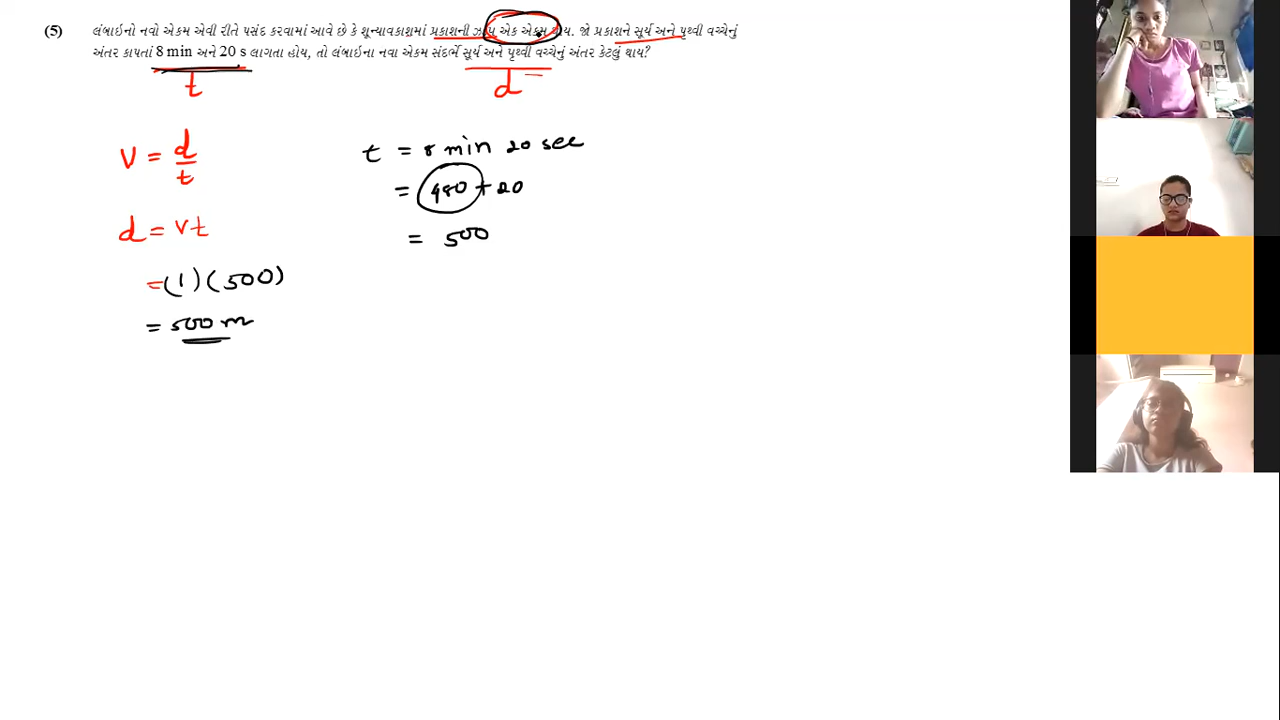 (5) લંબાઇનો નવો એકમ એવી રીતે પસંદ કરવામાં આવે છે કે શૂન્યાવકાશમાં પ્રકાશની ઝડપ એક એકમ થાય. જો પ્રકાશને સૂર્ય અને પૃથ્વી વચ્ચેનું
અંતર કાપતાં 8 min અને 20 s લાગતા હોય, તો લંબાઇના નવા એકમ સંદર્ભે સૂર્ય અને પૃથ્વી વચ્ચેનું અંતર કેટલું થાય?
t
d
v = d/t
d = vt
= (1) (500)
= 500 m
t = 8 min 20 sec
= 480 + 20
= 500